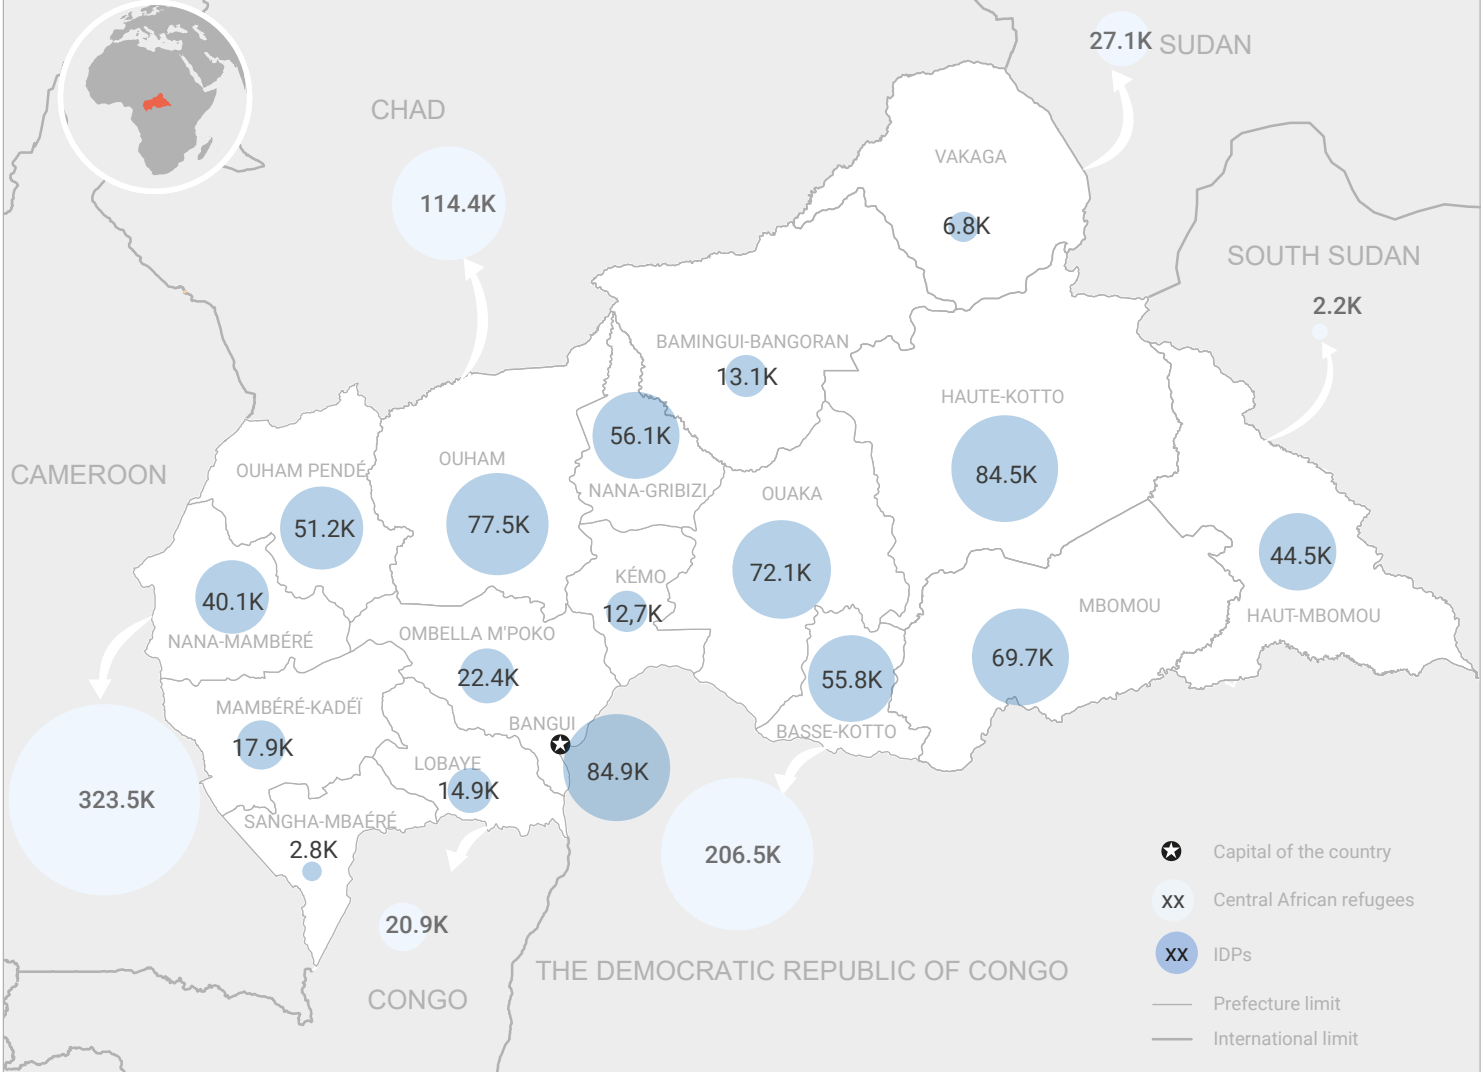 27.1K
SUDAN
CHAD
VAKAGA
114.4K
6.8K
SOUTH SUDAN
2.2K
BAMINGUI-BANGORAN
13.1K
HAUTE-KOTTO
56.1K
84.5K
CAMEROON
OUHAM PENDÉ
OUHAM
NANA-GRIBIZI
OUAKA
51.2K
77.5K
72.1K
44.5K
KÉMO
40.1K
12,7K
MBOMOU
HAUT-MBOMOU
NANA-MAMBÉRÉ
OMBELLA M'POKO
69.7K
22.4K
55.8K
MAMBÉRÉ-KADÉÏ
BANGUI
BASSE-KOTTO
17.9K
LOBAYE
84.9K
14.9K
323.5K
SANGHA-MBAÉRÉ
2.8K
206.5K
20.9K
THE DEMOCRATIC REPUBLIC OF CONGO
CONGO
Capital of the country
XX Central African refugees
XX IDPs
Prefecture limit
International limit